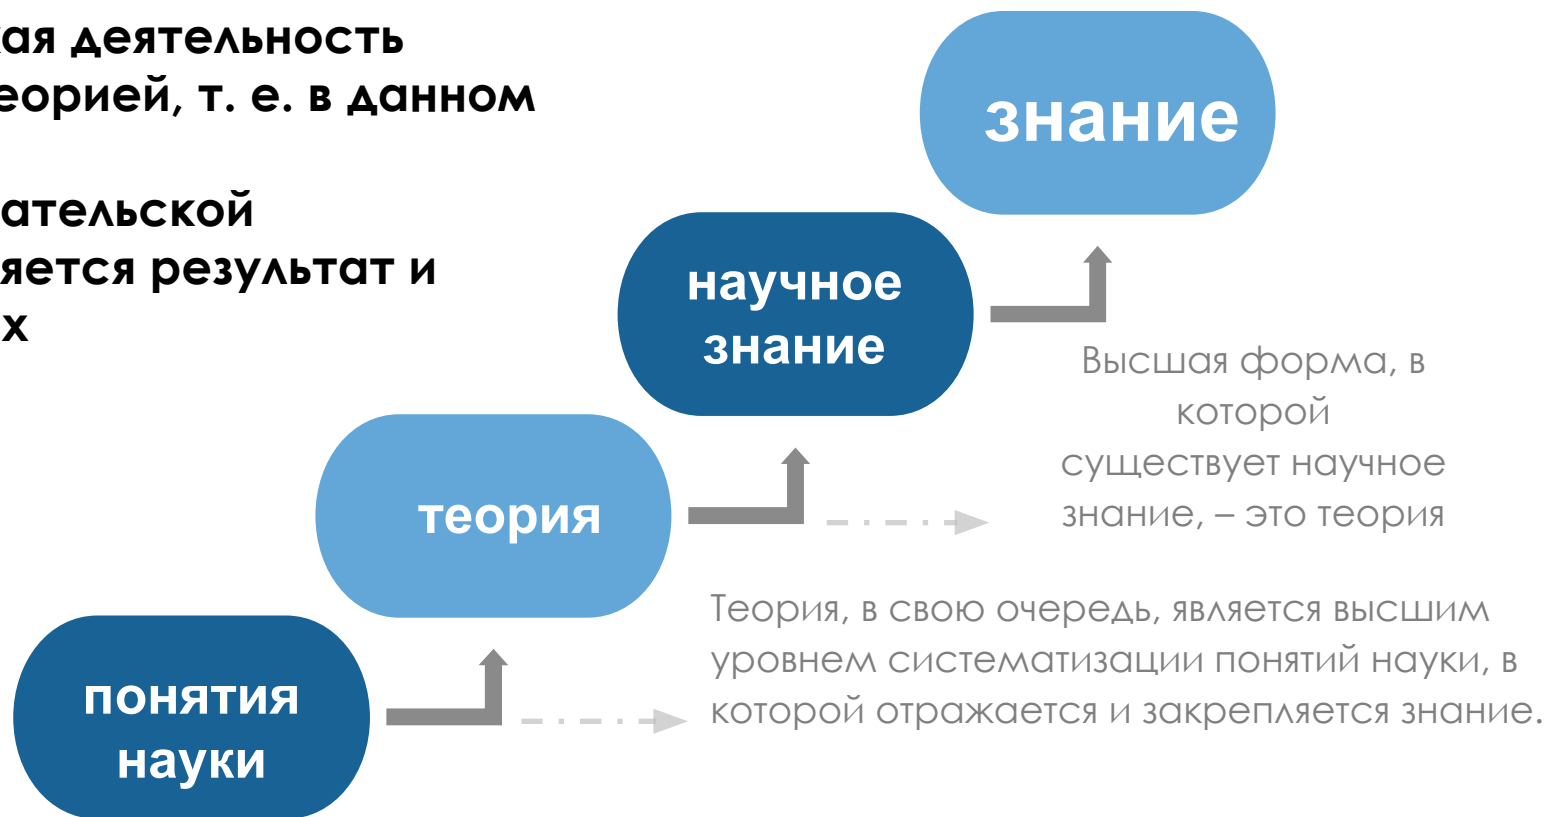 кая деятельность
еорией, т. е. в данном
ательской
яется результат и
х
знание
научное
знание
Высшая форма, в
которой
существует научное
знание, – это теория
теория
Теория, в свою очередь, является высшим
уровнем систематизации понятий науки, в
которой отражается и закрепляется знание.
понятия
науки